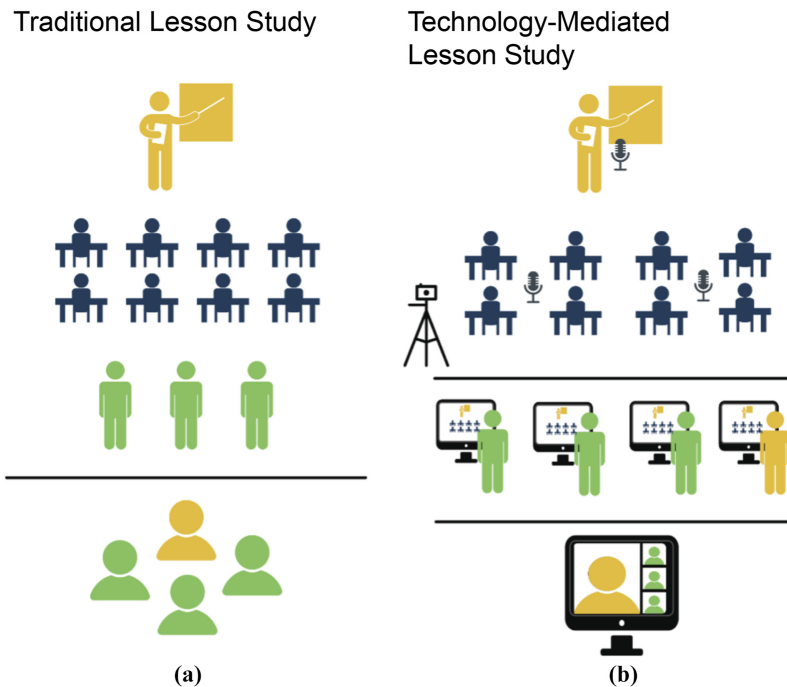 Traditional Lesson Study
Technology-Mediated
Lesson Study
(a)
(b)